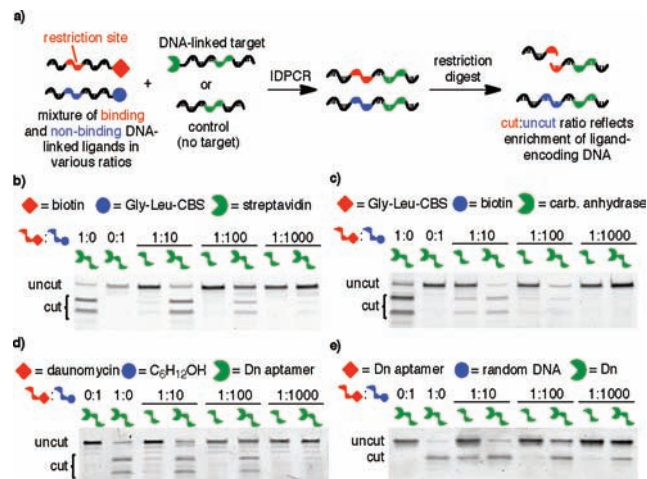 a)
restriction site
DNA-linked target
or
control
(no target)
mixture of binding
and non-binding DNA-
linked ligands in
various ratios
+
IDPCR
restriction
digest
cut:uncut ratio reflects
enrichment of ligand-
encoding DNA
b)
= biotin = Gly-Leu-CBS = streptavidin
: 1:0 0:1 1:10 1:100 1:1000
uncut
cut
c)
= Gly-Leu-CBS = biotin = carb. anhydrase
: 1:0 0:1 1:10 1:100 1:1000
uncut
cut
d)
= daunomycin = C6H12OH = Dn aptamer
: 0:1 1:0 1:10 1:100 1:1000
uncut
cut
e)
= Dn aptamer = random DNA = Dn
: 0:1 1:0 1:10 1:100 1:1000
uncut
cut